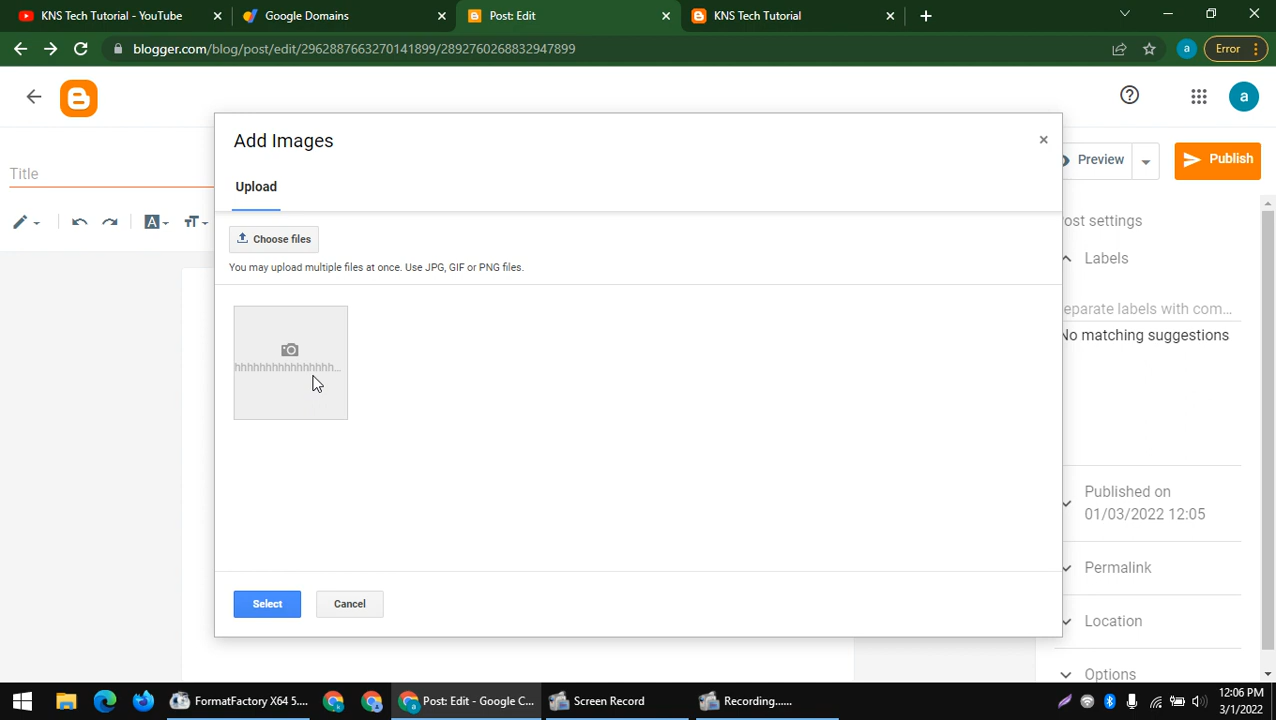 KNS Tech Tutorial - YouTube
Google Domains
Post: Edit
KNS Tech Tutorial
blogger.com/blog/post/edit/2962887663270141899/2892760268832947899
a
Error
a
Add Images
Title
Preview
Publish
Upload
ost settings
Choose files
Labels
You may upload multiple files at once. Use JPG, GIF or PNG files.
eparate labels with com...
No matching suggestions
hhhhhhhhhhhhhhhh...
Published on
01/03/2022 12:05
Permalink
Select
Cancel
Location
Options
FormatFactory X64 5....
Post: Edit - Google C...
Screen Record
Recording......
12:06 PM
3/1/2022